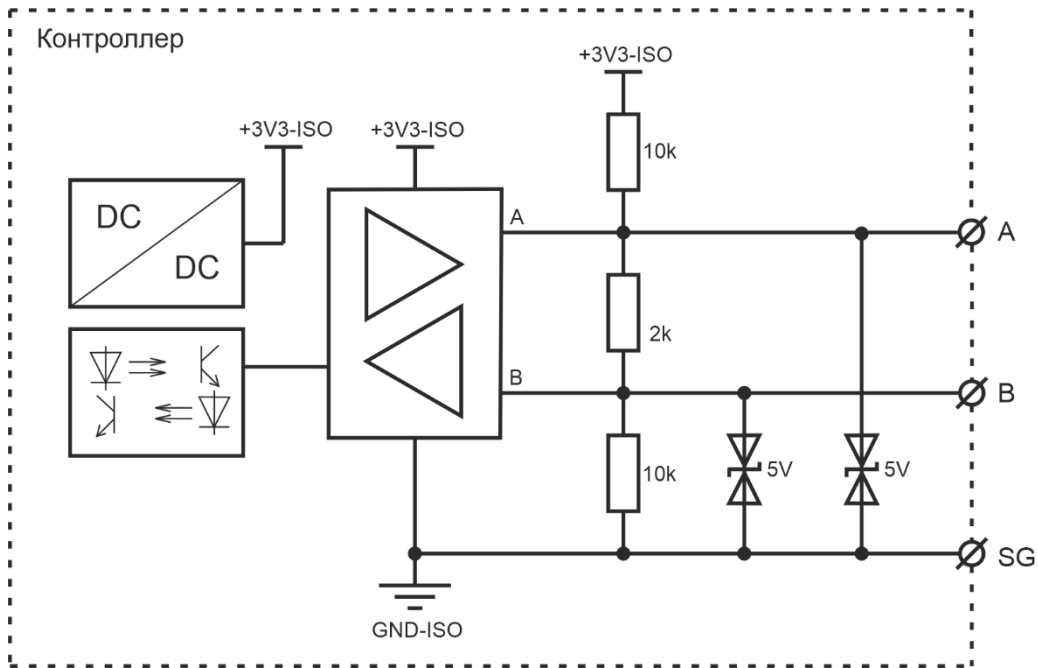 Контроллер
+3V3-ISO
+3V3-ISO
+3V3-ISO
10k
DC
DC
A
A
2k
B
B
10k
5V
5V
SG
GND-ISO